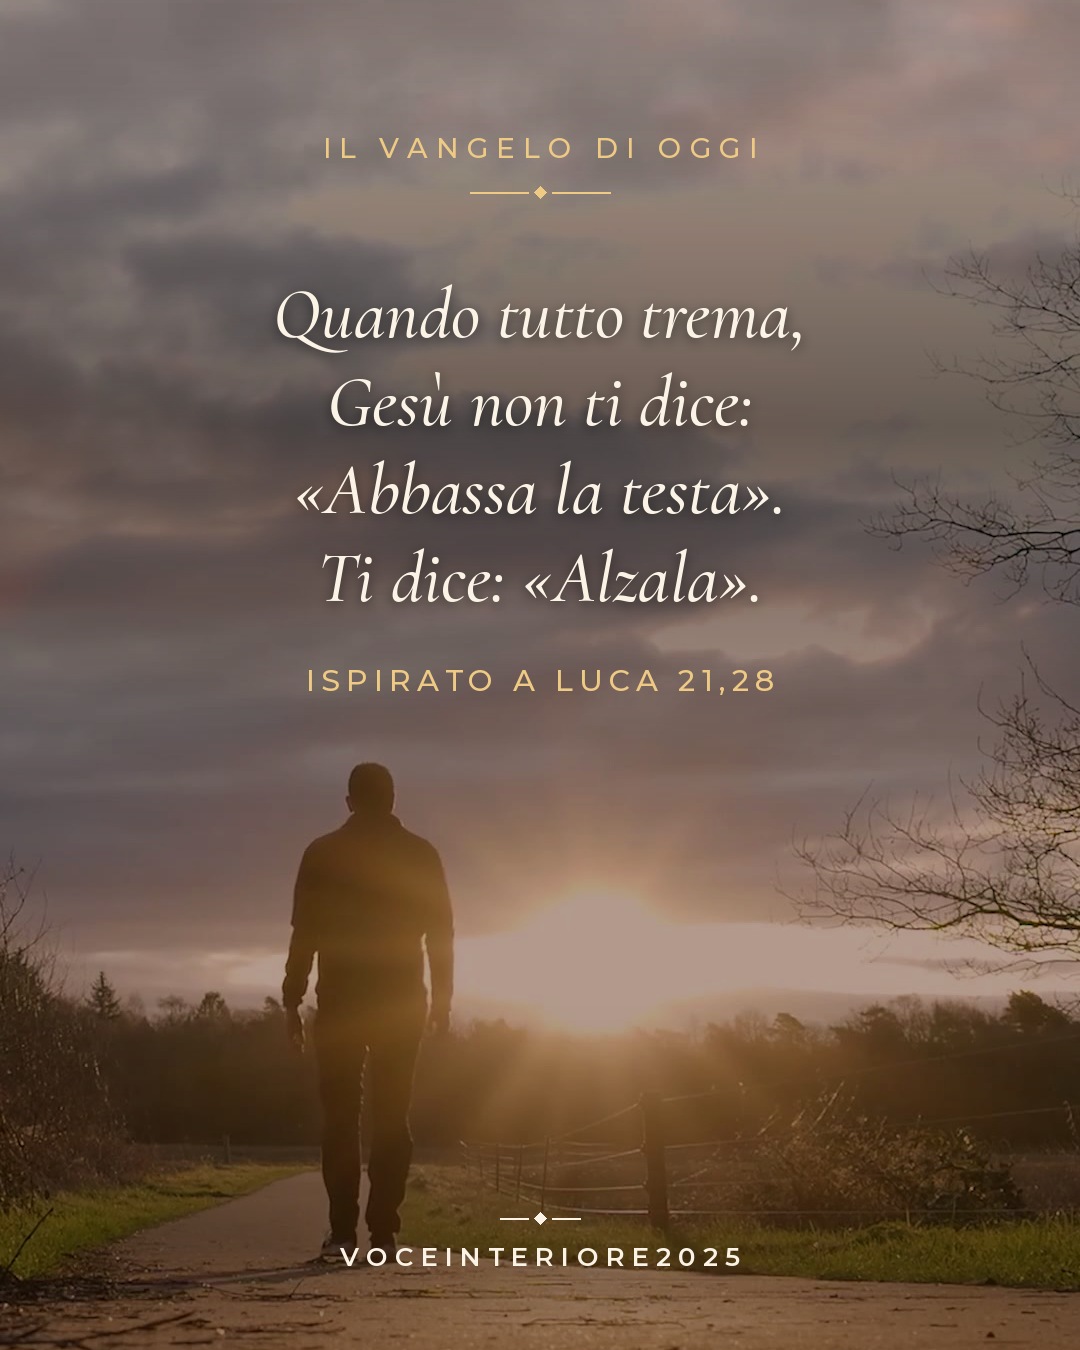 IL VANGELO DI OGGI
Quando tutto trema,
Gesù non ti dice:
«Abbassa la testa».
Ti dice: «Alzala».
ISPIRATO A LUCA 21,28
VOCEINTERIORE2025